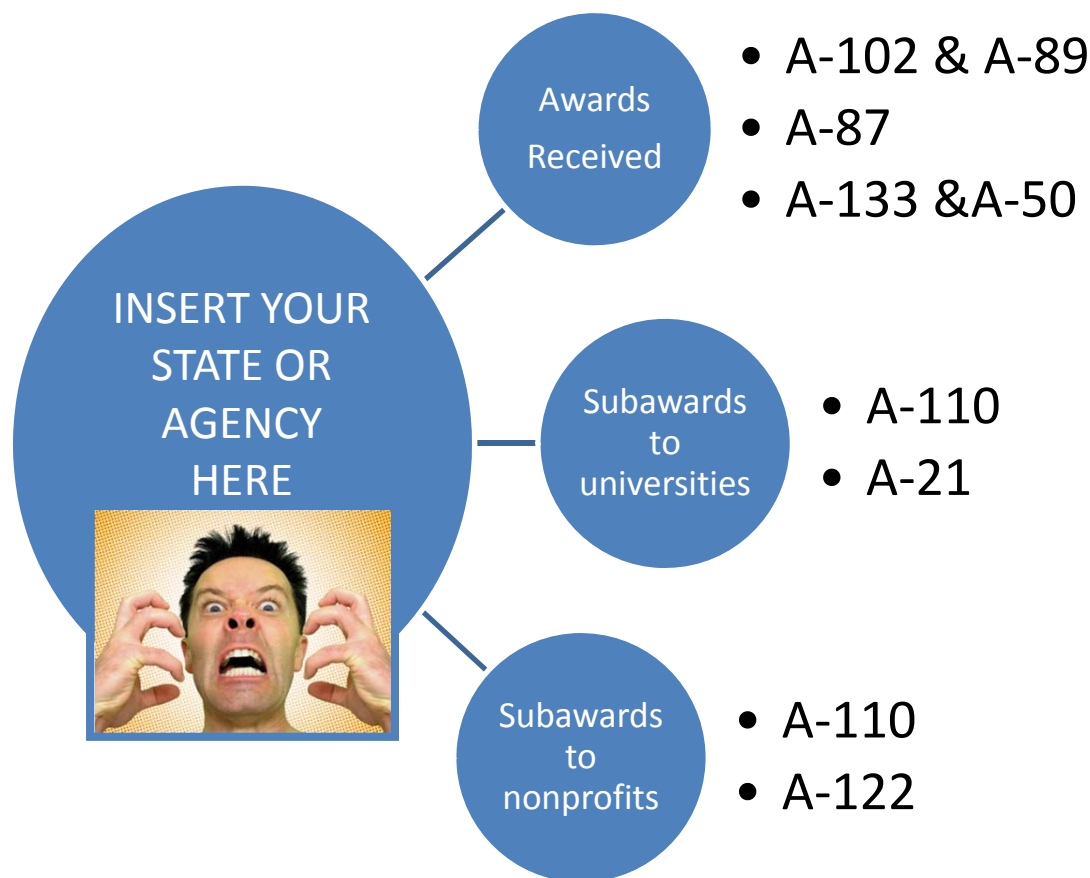 INSERT YOUR
STATE OR
AGENCY
HERE
Awards
Received
• A-102 & A-89
• A-87
• A-133 &A-50
Subawards
to
universities
• A-110
• A-21
Subawards
to
nonprofits
• A-110
• A-122